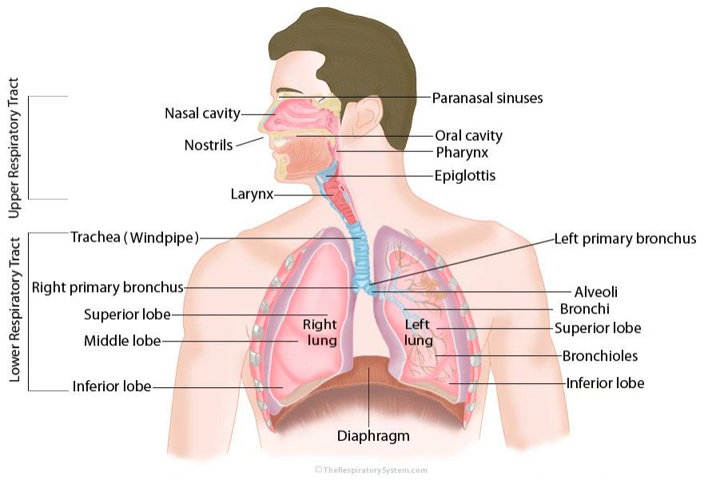 Upper Respiratory Tract
Paranasal sinuses
Nasal cavity
Oral cavity
Nostrils
Pharynx
Epiglottis
Larynx
Lower Respiratory Tract
Trachea (Windpipe)
Left primary bronchus
Right primary bronchus
Alveoli
Bronchi
Superior lobe
Right
lung
Left
lung
Superior lobe
Middle lobe
Bronchioles
Inferior lobe
Inferior lobe
Diaphragm
©TheRespiratorySystem.com